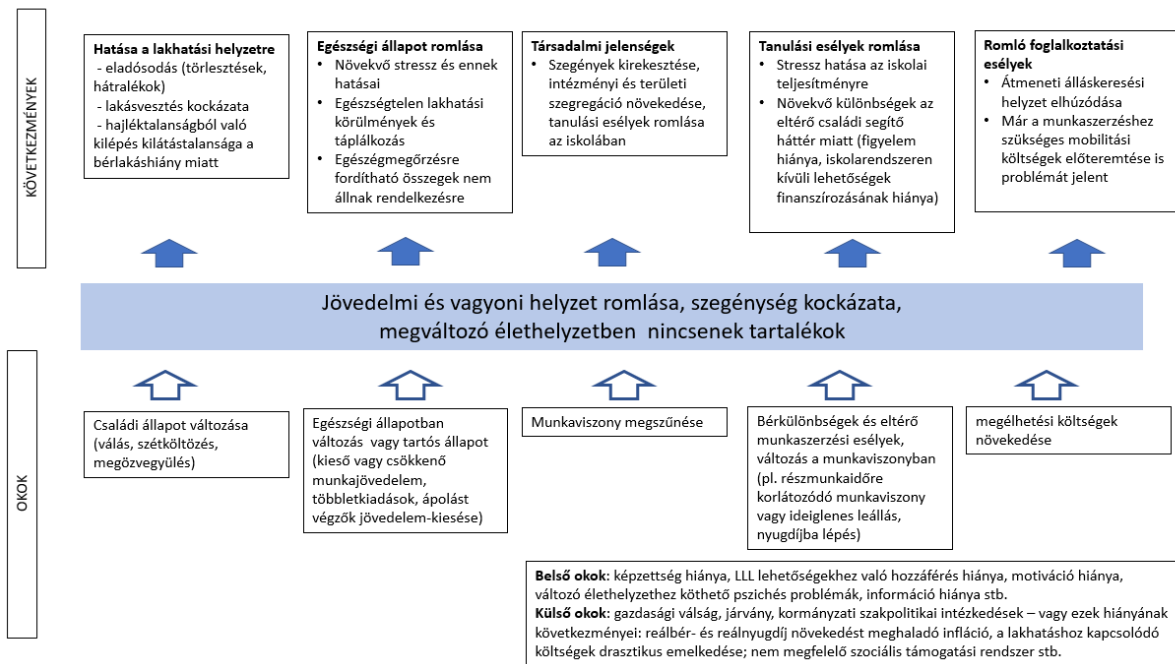 KÖVETKEZMÉNYEK
Hatása a lakhatási helyzetre
- eladósodás (törlesztések,
hátralékok)
- lakásvesztés kockázata
- hajléktalanságból való
kilépés kilátástalansága a
bérlakáshiány miatt
Egészségi állapot romlása
• Növekvő stressz és ennek
hatásai
• Egészségtelen lakhatási
körülmények és
táplálkozás
• Egészségmegőrzésre
fordítható összegek nem
állnak rendelkezésre
Társadalmi jelenségek
• Szegények kirekesztése,
intézményi és területi
szegregáció növekedése,
tanulási esélyek romlása
az iskolában
Tanulási esélyek romlása
• Stressz hatása az iskolai
teljesítményre
• Növekvő különbségek az
eltérő családi segítő
háttér miatt (figyelem
hiánya, iskolarendszeren
kívüli lehetőségek
finanszírozásának hiánya)
Romló foglalkoztatási
esélyek
• Átmeneti álláskeresési
helyzet elhúzódása
• Már a munkaszerzéshez
szükséges mobilitási
költségek előteremtése is
problémát jelent
Jövedelmi és vagyoni helyzet romlása, szegénység kockázata,
megváltozó élethelyzetben nincsenek tartalékok
OKOK
Családi állapot változása
(válás, szétköltözés,
megözvegyülés)
Egészségi állapotban
változás vagy tartós állapot
(kieső vagy csökkenő
munkajövedelem,
többletkiadások, ápolást
végzők jövedelem-kiesése)
Munkaviszony megszűnése
Bérkülönbségek és eltérő
munkaszerzési esélyek,
változás a munkaviszonyban
(pl. részmunkaidőre
korlátozódó munkaviszony
vagy ideiglenes leállás,
nyugdíjba lépés)
megélhetési költségek
növekedése
Belső okok: képzettség hiánya, LLL lehetőségekhez való hozzáférés hiánya, motiváció hiánya,
változó élethelyzethez köthető pszichés problémák, információ hiánya stb.
Külső okok: gazdasági válság, járvány, kormányzati szakpolitikai intézkedések – vagy ezek hiányának
következményei: reálbér- és reálnyugdíj növekedést meghaladó infláció, a lakhatáshoz kapcsolódó
költségek drasztikus emelkedése; nem megfelelő szociális támogatási rendszer stb.